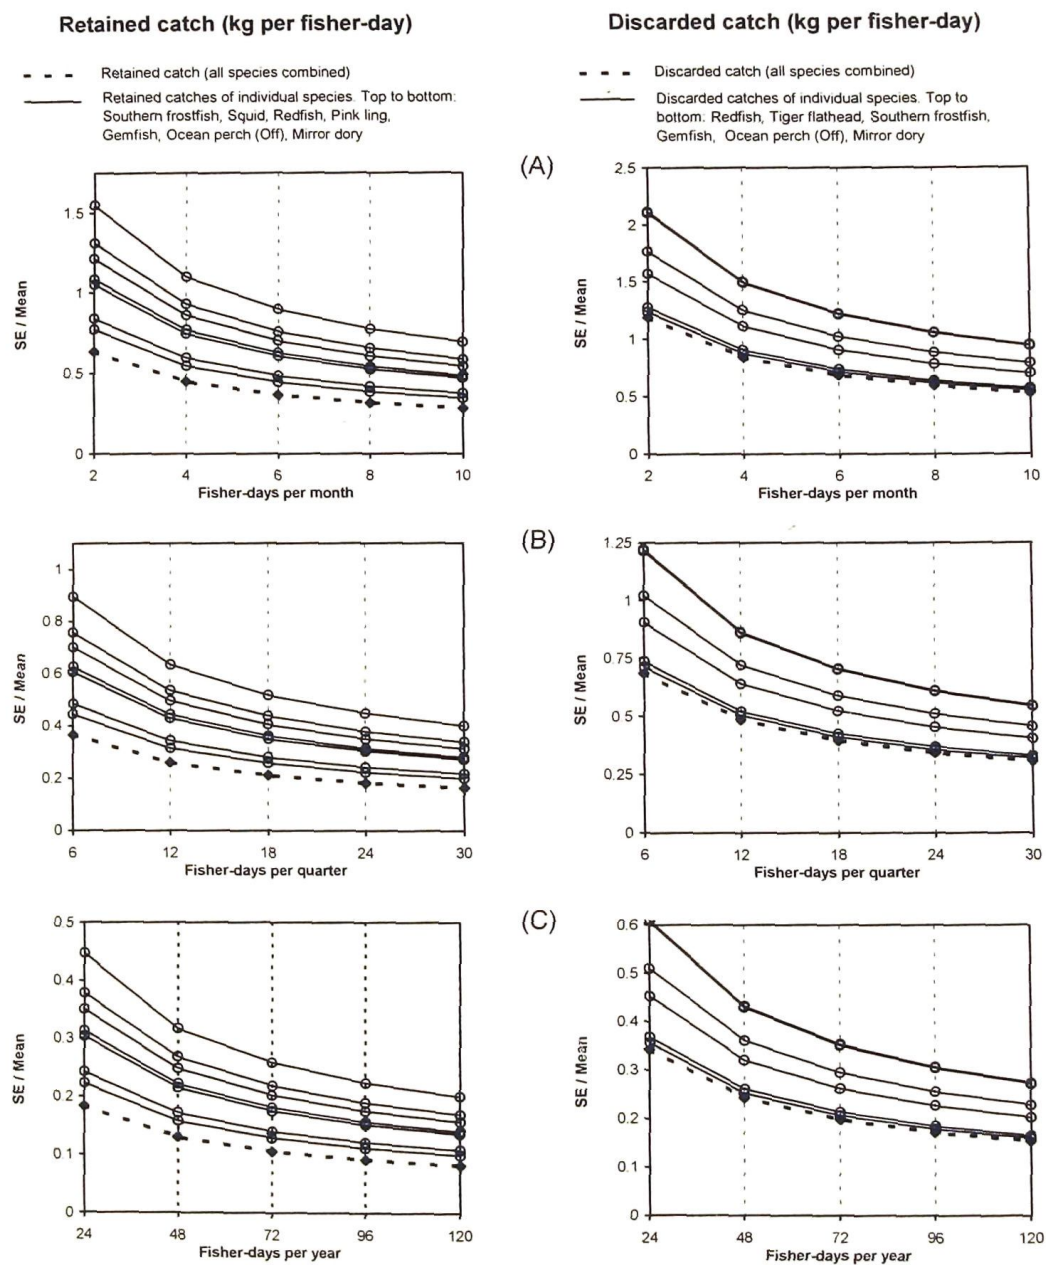 Retained catch (kg per fisher-day)
Discarded catch (kg per fisher-day)
Retained catch (all species combined)
Retained catches of individual species. Top to bottom:
Southern frostfish, Squid, Redfish, Pink ling,
Gemfish, Ocean perch (Off), Mirror dory
Discarded catch (all species combined)
Discarded catches of individual species. Top to
bottom: Redfish, Tiger flathead, Southern frostfish,
Gemfish, Ocean perch (Off), Mirror dory
(A)
SE / Mean
1.5
1
0.5
0
2 4 6 8 10
Fisher-days per month
SE / Mean
2.5
2
1.5
1
0.5
0
2 4 6 8 10
Fisher-days per month
(B)
SE / Mean
1
0.8
0.6
0.4
0.2
0
6 12 18 24 30
Fisher-days per quarter
SE / Mean
1.25
1
0.75
0.5
0.25
0
6 12 18 24 30
Fisher-days per quarter
(C)
SE / Mean
0.5
0.4
0.3
0.2
0.1
0
24 48 72 96 120
Fisher-days per year
SE / Mean
0.6
0.5
0.4
0.3
0.2
0.1
0
24 48 72 96 120
Fisher-days per year